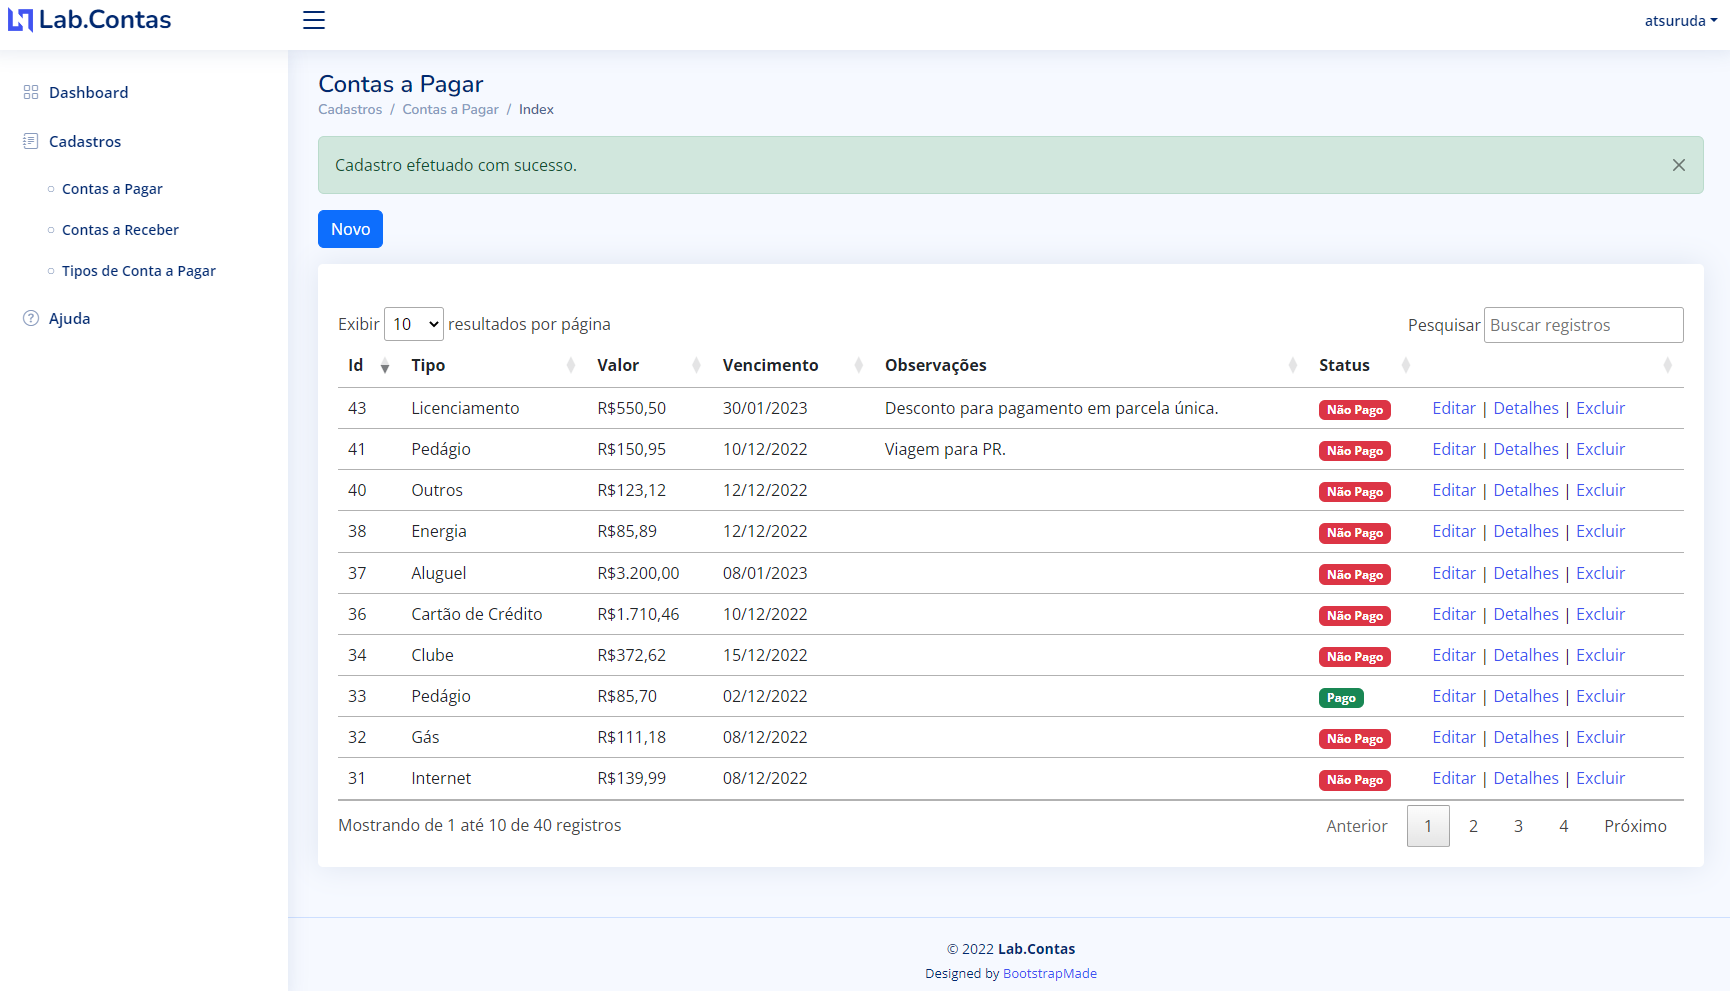 Lab.Contas
atsuruda
Dashboard
Cadastros
Contas a Pagar
Contas a Receber
Tipos de Conta a Pagar
Ajuda
Contas a Pagar
Cadastros / Contas a Pagar / Index
Cadastro efetuado com sucesso.
Novo
Exibir 10 resultados por página
Pesquisar Buscar registros
Id Tipo Valor Vencimento Observações Status
43 Licenciamento R$550,50 30/01/2023 Desconto para pagamento em parcela única. Não Pago Editar | Detalhes | Excluir
41 Pedágio R$150,95 10/12/2022 Viagem para PR. Não Pago Editar | Detalhes | Excluir
40 Outros R$123,12 12/12/2022 Não Pago Editar | Detalhes | Excluir
38 Energia R$85,89 12/12/2022 Não Pago Editar | Detalhes | Excluir
37 Aluguel R$3.200,00 08/01/2023 Não Pago Editar | Detalhes | Excluir
36 Cartão de Crédito R$1.710,46 10/12/2022 Não Pago Editar | Detalhes | Excluir
34 Clube R$372,62 15/12/2022 Não Pago Editar | Detalhes | Excluir
33 Pedágio R$85,70 02/12/2022 Pago Editar | Detalhes | Excluir
32 Gás R$111,18 08/12/2022 Não Pago Editar | Detalhes | Excluir
31 Internet R$139,99 08/12/2022 Não Pago Editar | Detalhes | Excluir
Mostrando de 1 até 10 de 40 registros
Anterior 1 2 3 4 Próximo
© 2022 Lab.Contas
Designed by BootstrapMade